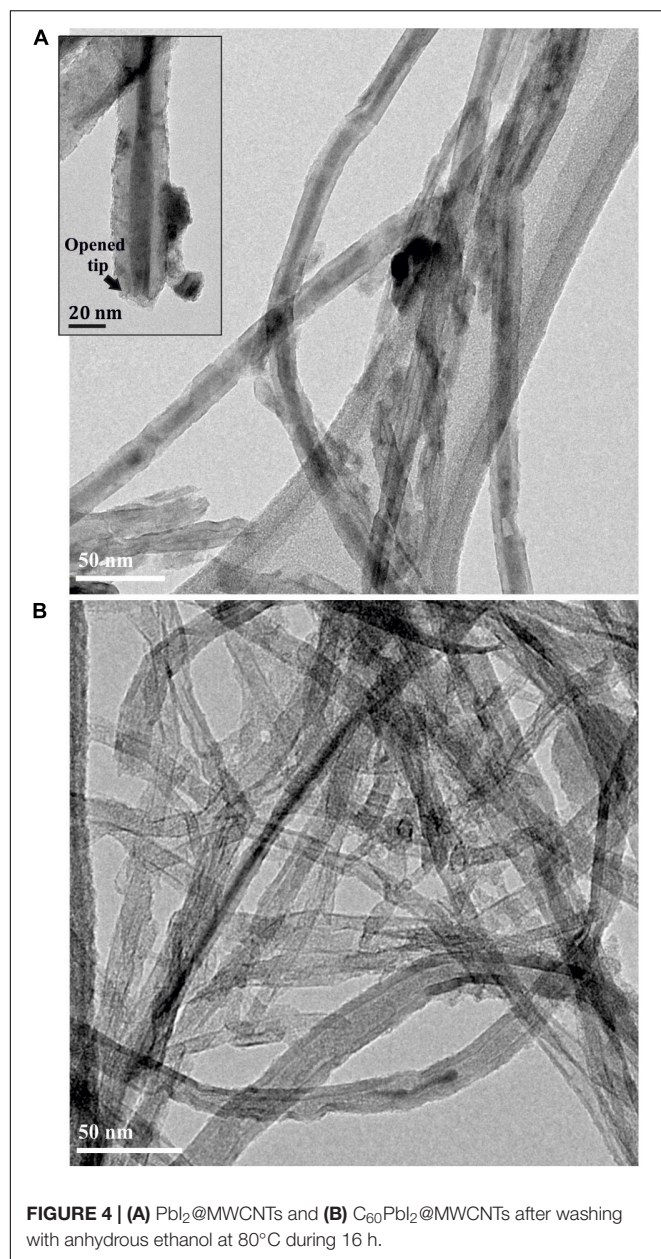 A
Opened
tip
20 nm
50 nm
B
50 nm
FIGURE 4 | (A) PbI₂@MWCNTs and (B) C₆₀PbI₂@MWCNTs after washing
with anhydrous ethanol at 80°C during 16 h.